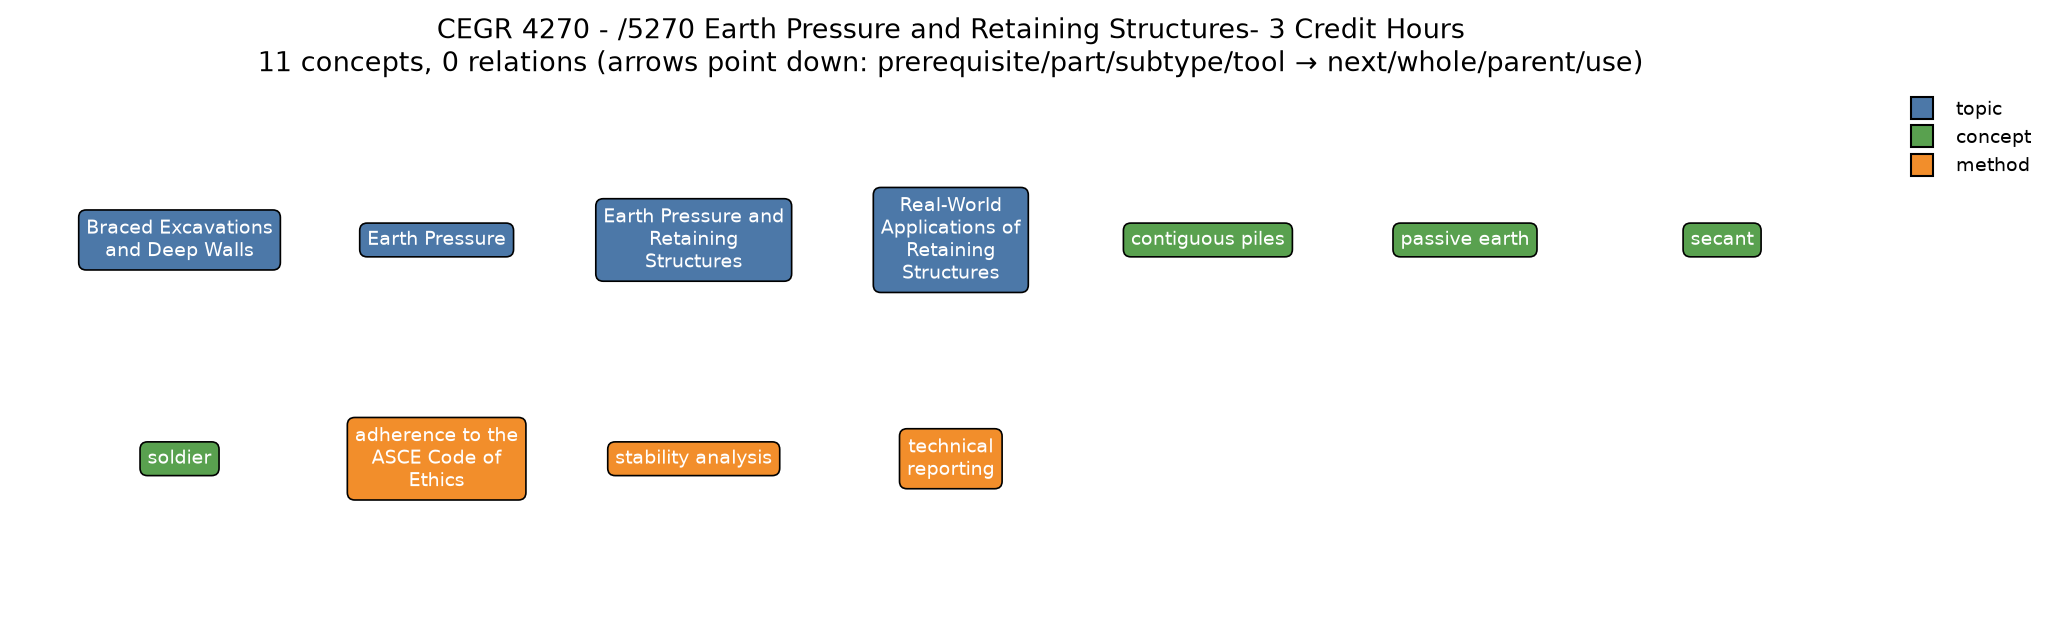 CEGR 4270 - /5270 Earth Pressure and Retaining Structures- 3 Credit Hours
11 concepts, 0 relations (arrows point down: prerequisite/part/subtype/tool → next/whole/parent/use)
topic
concept
method
Braced Excavations
and Deep Walls
Earth Pressure
Earth Pressure and
Retaining
Structures
Real-World
Applications of
Retaining
Structures
contiguous piles
passive earth
secant
soldier
adherence to the
ASCE Code of
Ethics
stability analysis
technical
reporting